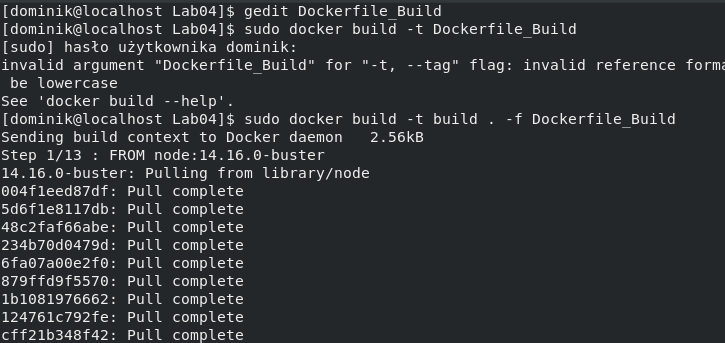 [dominik@localhost Lab04]$ gedit Dockerfile_Build
[dominik@localhost Lab04]$ sudo docker build -t Dockerfile_Build
[sudo] hasło użytkownika dominik:
invalid argument "Dockerfile_Build" for "-t, --tag" flag: invalid reference forma
 be lowercase
See 'docker build --help'.
[dominik@localhost Lab04]$ sudo docker build -t build . -f Dockerfile_Build
Sending build context to Docker daemon   2.56kB
Step 1/13 : FROM node:14.16.0-buster
14.16.0-buster: Pulling from library/node
004f1eed87df: Pull complete
5d6f1e8117db: Pull complete
48c2faf66abe: Pull complete
234b70d0479d: Pull complete
6fa07a00e2f0: Pull complete
879ffd9f5570: Pull complete
1b1081976662: Pull complete
124761c792fe: Pull complete
cff21b348f42: Pull complete